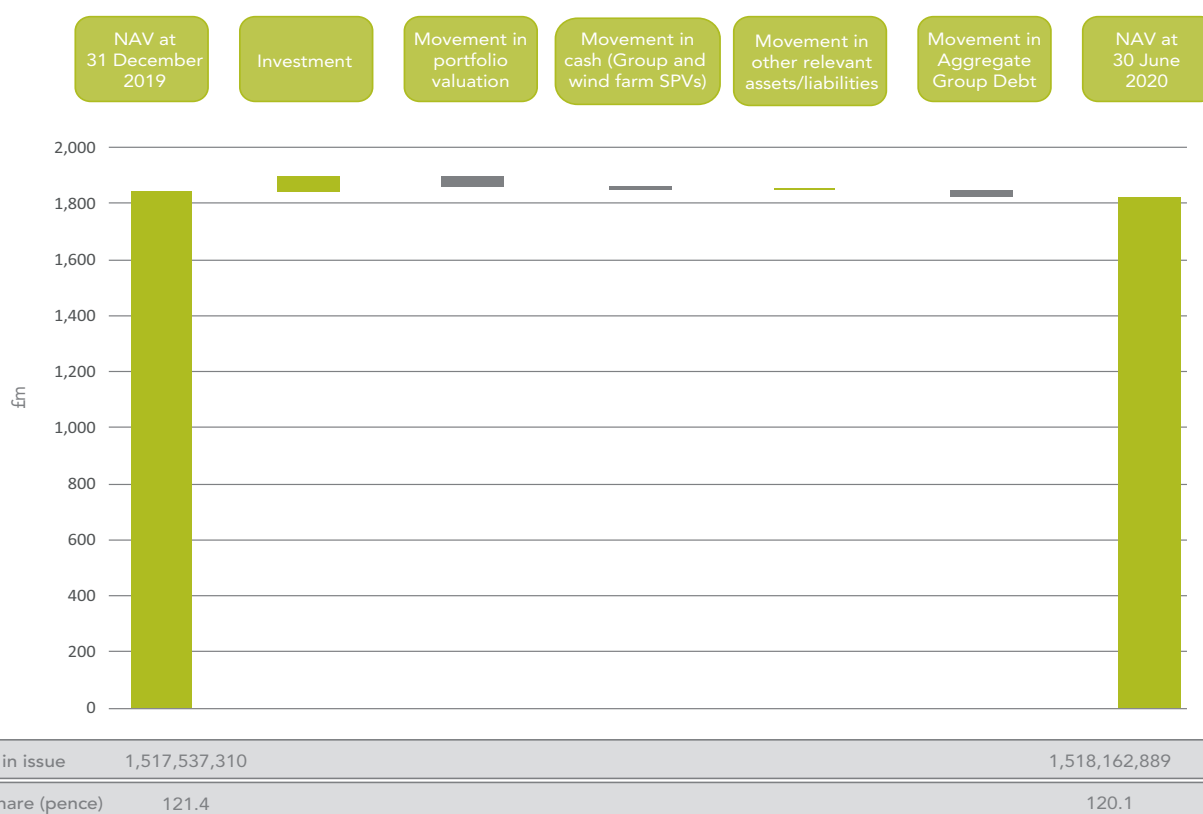 NAV at
31 December
2019
Investment
Movement in
portfolio
valuation
Movement in
cash (Group and
wind farm SPVs)
Movement in
other relevant
assets/liabilities
Movement in
Aggregate
Group Debt
NAV at
30 June
2020
2,000
1,800
1,600
1,400
1,200
1,000
800
600
400
200
0
£m
in issue 1,517,537,310 1,518,162,889
(pence) 121.4 120.1